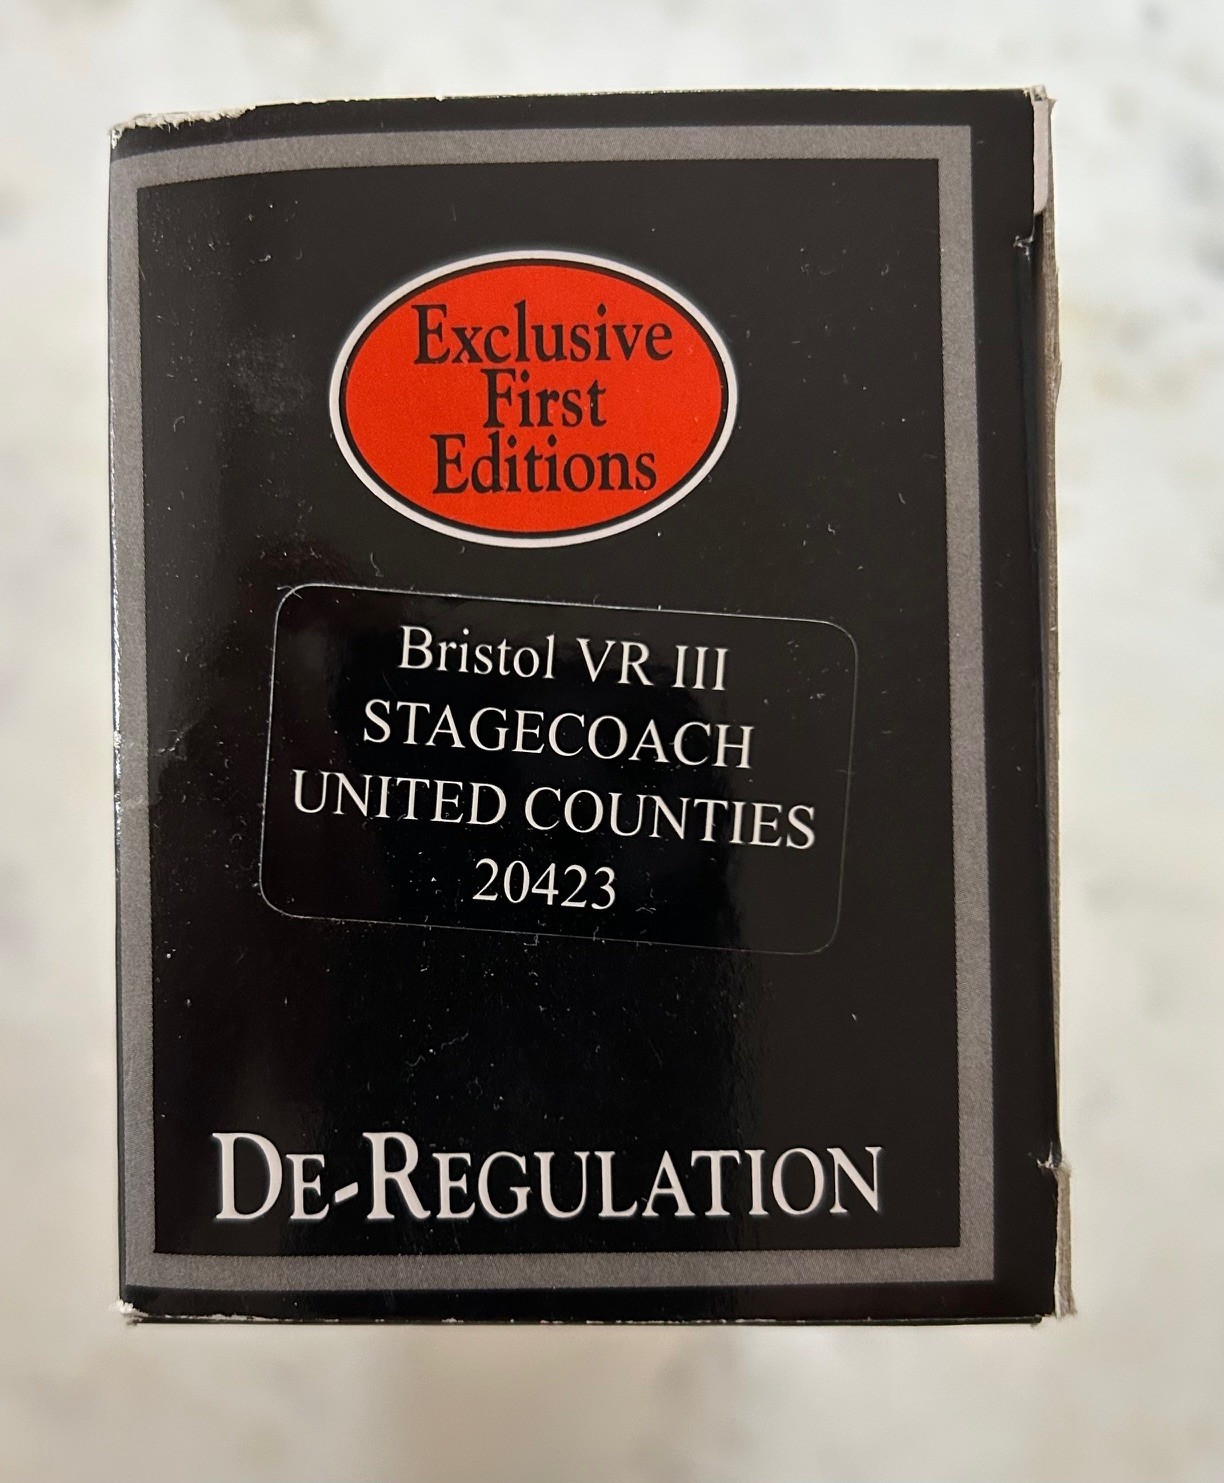 Exclusive
First
Editions
Bristol VR III
STAGECOACH
UNITED COUNTIES
20423
DE-REGULATION